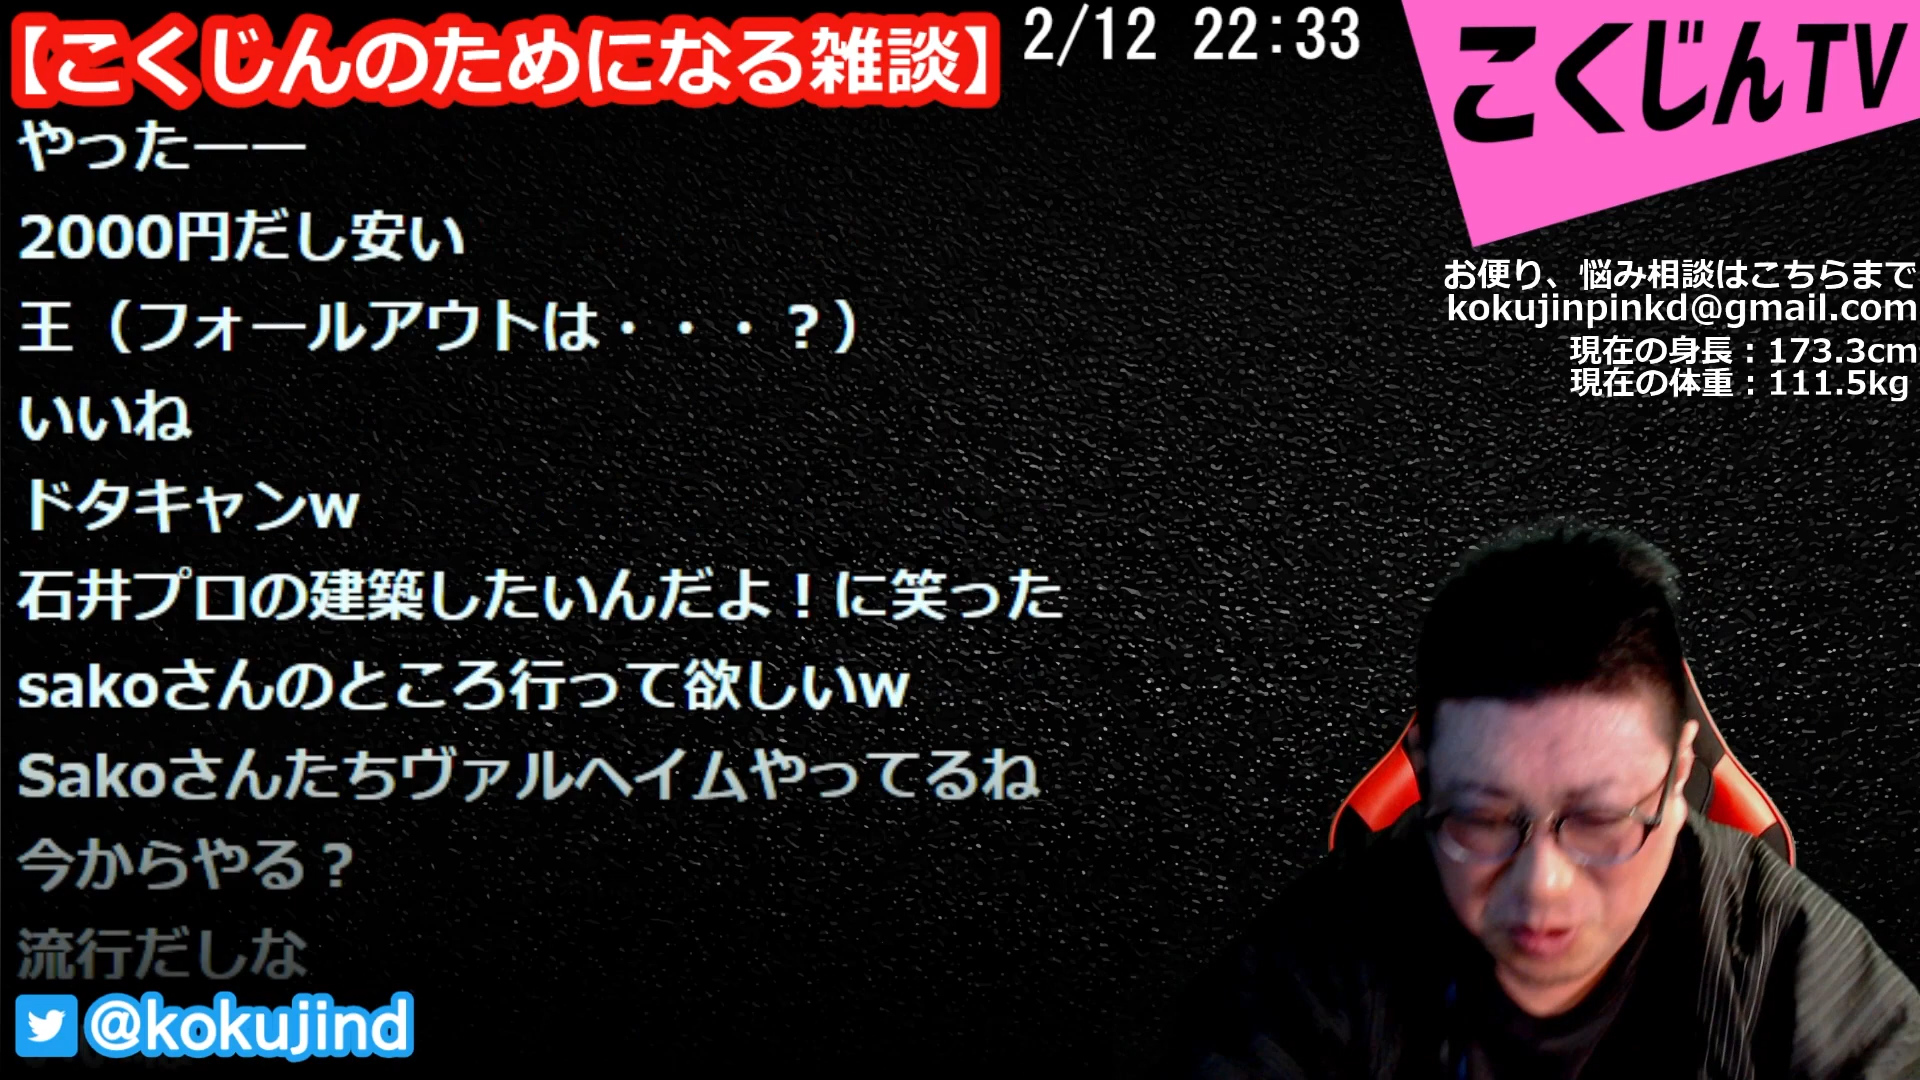 【こくじんのためになる雑談】
2/12 22:33
こくじんTV
やったーー
2000円だし安い
王（フォールアウトは・・・？）
いいね
ドタキャンw
石井プロの建築したいんだよ！に笑った
sakoさんのところ行って欲しいw
Sakoさんたちヴァルヘイムやってるね
今からやる？
流行だしな
@kokujind
お便り、悩み相談はこちらまで
kokujinpinkd@gmail.com
現在の身長：173.3cm
現在の体重：111.5kg